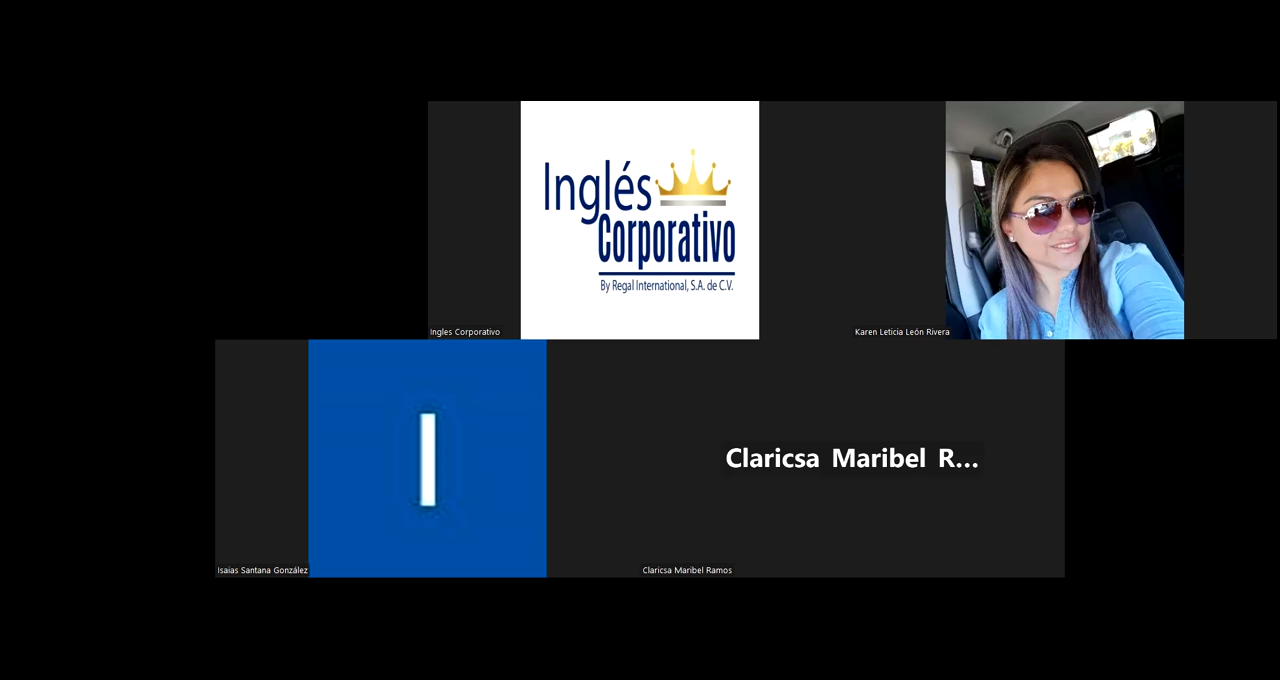 Inglés
Corporativo
By Regal International, S.A. de C.V.
Ingles Corporativo
Karen Leticia León Rivera
I
Claricsa Maribel R...
Isaias Santana González
Claricsa Maribel Ramos